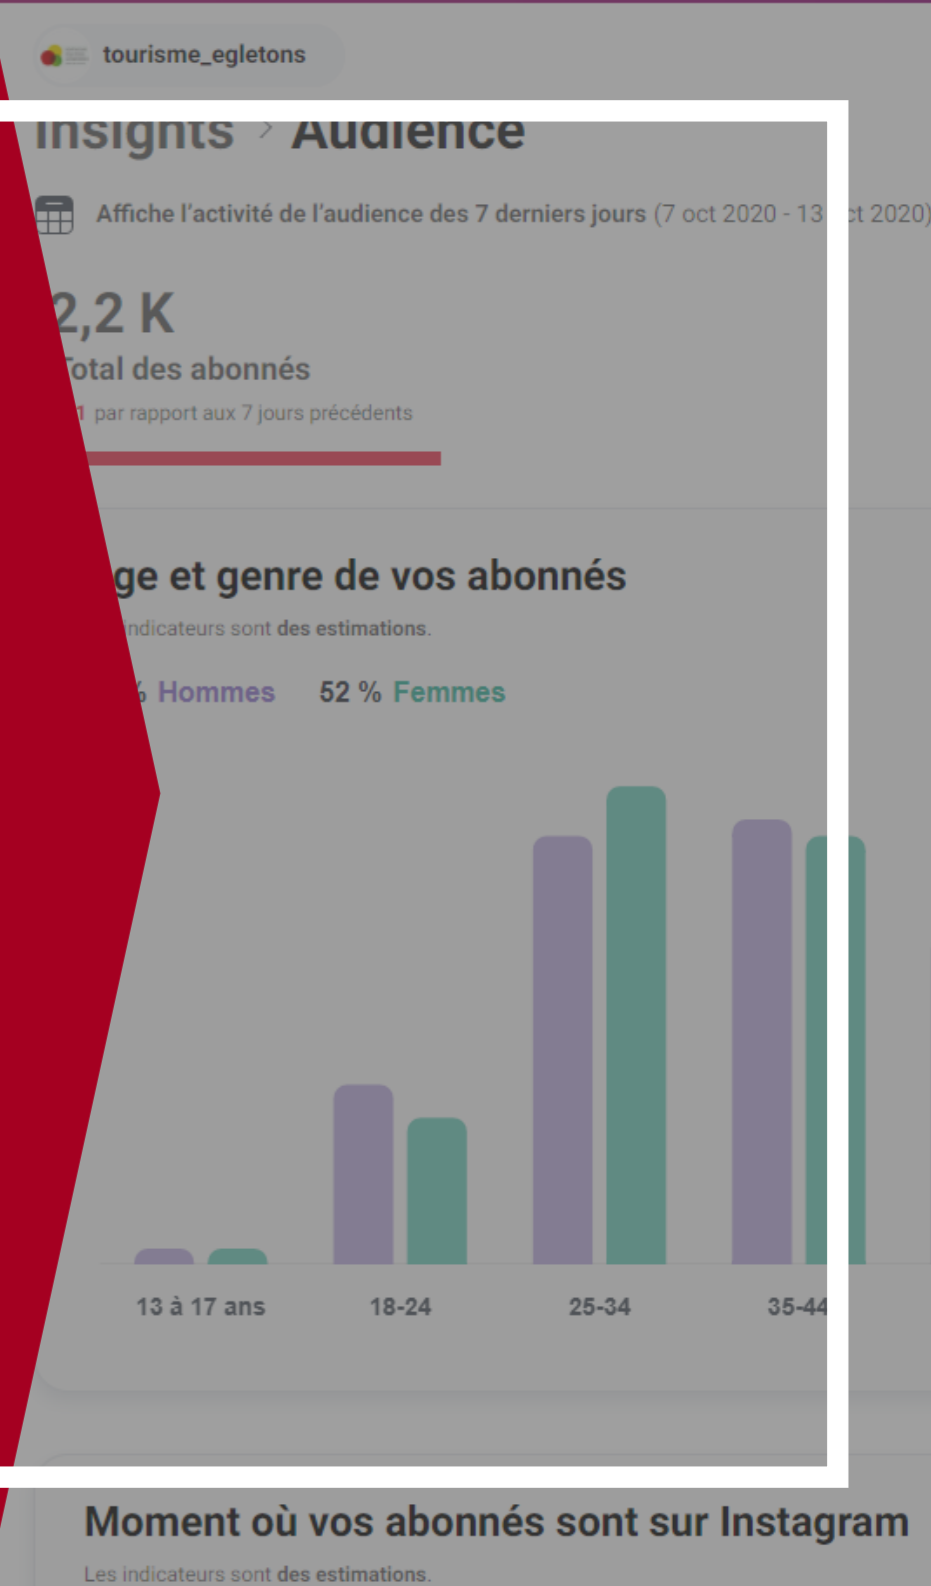 tourisme_egletons
Insights > Audience
Affiche l'activité de l'audience des 7 derniers jours (7 oct 2020 - 13 ct 2020)
2,2 K
Total des abonnés
1 par rapport aux 7 jours précédents
ge et genre de vos abonnés
indicateurs sont des estimations.
% Hommes 52 % Femmes
13 à 17 ans 18-24 25-34 35-44
Moment où vos abonnés sont sur Instagram
Les indicateurs sont des estimations.